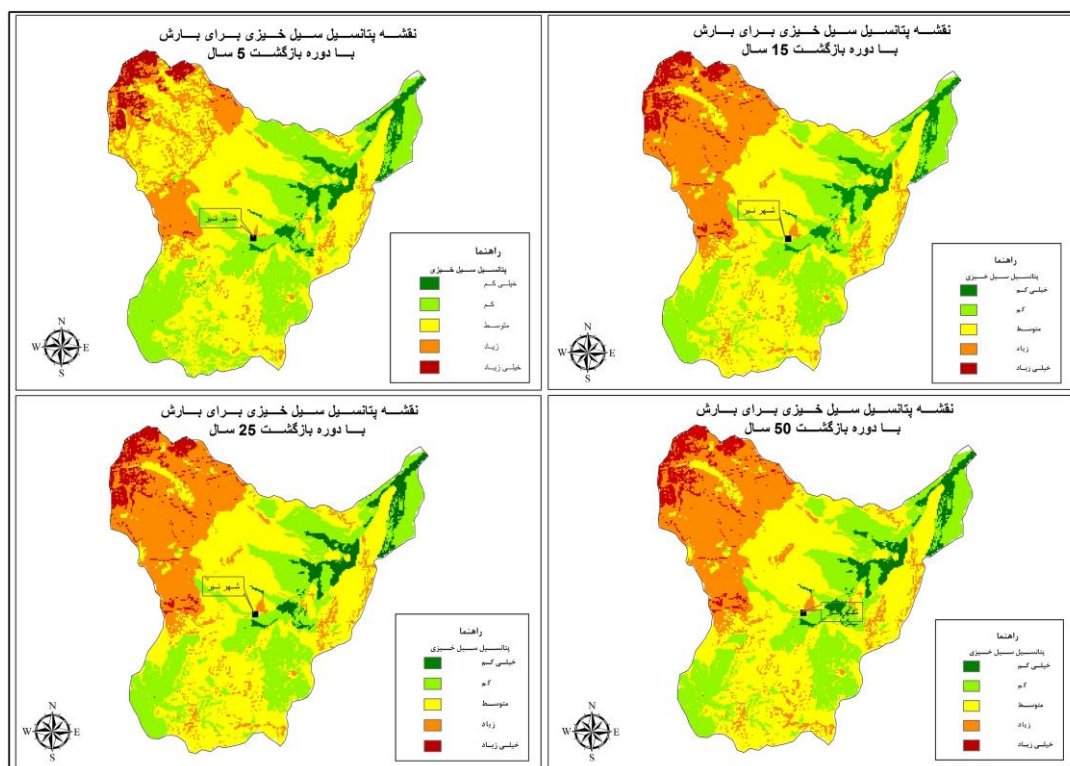 نقشه پتانسیل سیل خیزی برای بارش
با دوره بازگشت 5 سال
شهر نیر
راهنما
پتانسیل سیل خیزی
خیلی کم
کم
متوسط
زیاد
خیلی زیاد
N
W E
S
نقشه پتانسیل سیل خیزی برای بارش
با دوره بازگشت 15 سال
شهر نیر
راهنما
پتانسیل سیل خیزی
خیلی کم
کم
متوسط
زیاد
خیلی زیاد
N
W E
S
نقشه پتانسیل سیل خیزی برای بارش
با دوره بازگشت 25 سال
شهر نیر
راهنما
پتانسیل سیل خیزی
خیلی کم
کم
متوسط
زیاد
خیلی زیاد
N
W E
S
نقشه پتانسیل سیل خیزی برای بارش
با دوره بازگشت 50 سال
راهنما
پتانسیل سیل خیزی
خیلی کم
کم
متوسط
زیاد
خیلی زیاد
N
W E
S